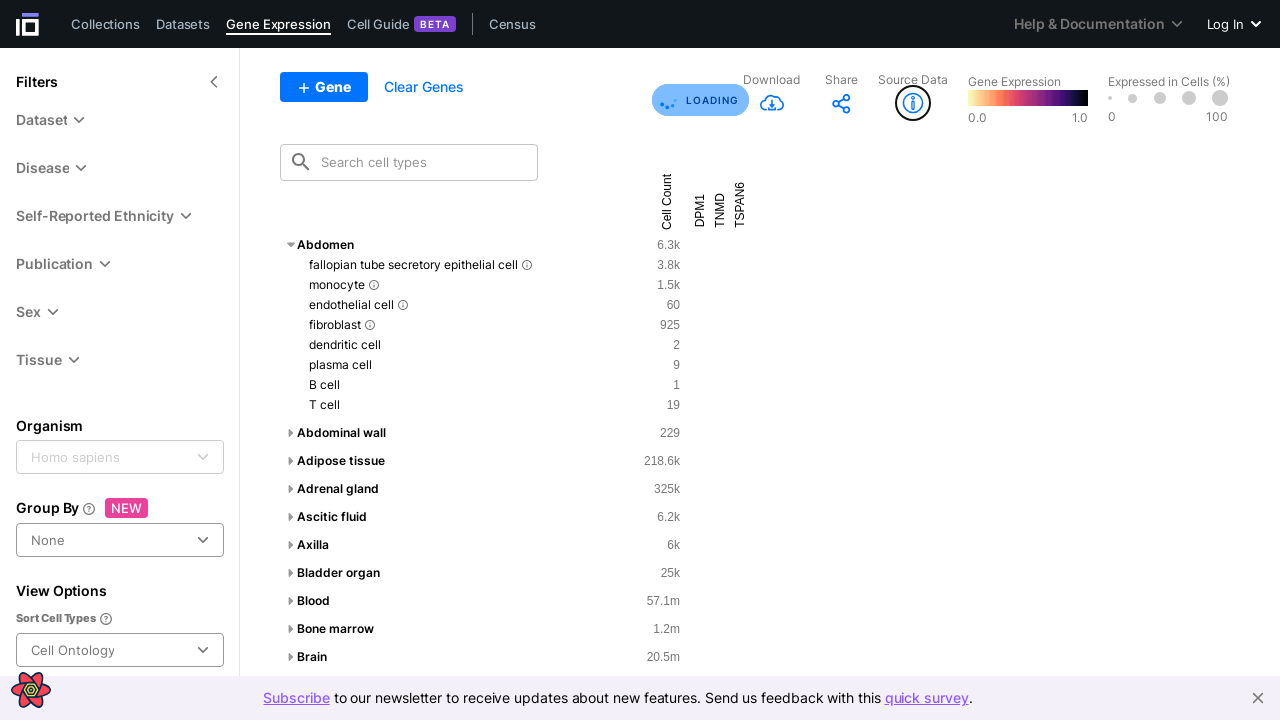 Collections Datasets Gene Expression Cell Guide BETA Census Help & Documentation Log In
Filters
Dataset
Disease
Self-Reported Ethnicity
Publication
Sex
Tissue
Organism
Homo sapiens
Group By NEW
None
View Options
Sort Cell Types
Cell Ontology
+ Gene Clear Genes
LOADING
Download
Share
Source Data
Gene Expression
0.0 1.0
Expressed in Cells (%)
0 100
Search cell types
Cell Count
DPM1
TNMD
TSPAN6
Abdomen 6.3k
fallopian tube secretory epithelial cell 3.8k
monocyte 1.5k
endothelial cell 60
fibroblast 925
dendritic cell 2
plasma cell 9
B cell 1
T cell 19
Abdominal wall 229
Adipose tissue 218.6k
Adrenal gland 325k
Ascitic fluid 6.2k
Axilla 6k
Bladder organ 25k
Blood 57.1m
Bone marrow 1.2m
Brain 20.5m
Subscribe to our newsletter to receive updates about new features. Send us feedback with this quick survey.